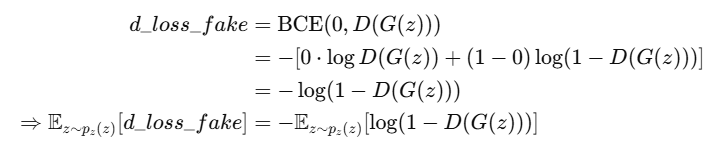 d_loss_fake = BCE(0, D(G(z)))
= −[0 · log D(G(z)) + (1 − 0) log(1 − D(G(z)))]
= − log(1 − D(G(z)))
⇒ 𝔼_{z∼p_z(z)}[d_loss_fake] = −𝔼_{z∼p_z(z)}[log(1 − D(G(z)))]